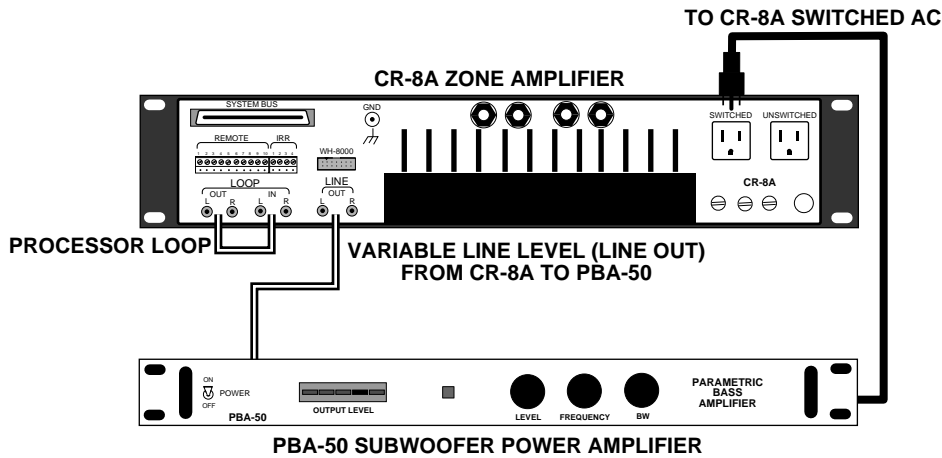 TO CR-8A SWITCHED AC
CR-8A ZONE AMPLIFIER
SYSTEM BUS
GND
SWITCHED
UNSWITCHED
REMOTE
IRR
1 2 3 4 5 6 7 8 9 10 1 2 3 4
WH-8000
CR-8A
LOOP
OUT
IN
L R L R
LINE
OUT
L R
PROCESSOR LOOP
VARIABLE LINE LEVEL (LINE OUT)
FROM CR-8A TO PBA-50
ON
POWER
OFF
PBA-50
OUTPUT LEVEL
LEVEL
FREQUENCY
BW
PARAMETRIC
BASS
AMPLIFIER
PBA-50 SUBWOOFER POWER AMPLIFIER